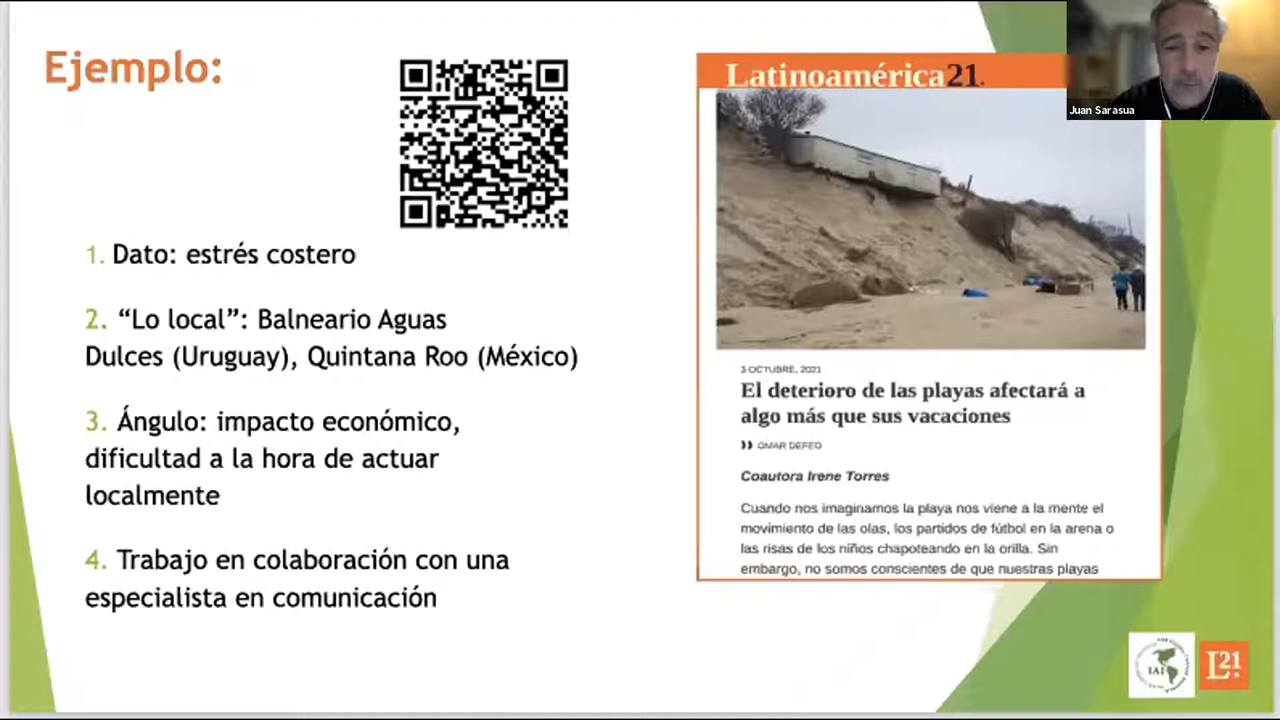 Ejemplo:
1. Dato: estrés costero
2. “Lo local”: Balneario Aguas
Dulces (Uruguay), Quintana Roo (México)
3. Ángulo: impacto económico,
dificultad a la hora de actuar
localmente
4. Trabajo en colaboración con una
especialista en comunicación
Latinoamérica21.
3 OCTUBRE, 2021
El deterioro de las playas afectará a
algo más que sus vacaciones
OMAR DEFEO
Coautora Irene Torres
Cuando nos imaginamos la playa nos viene a la mente el
movimiento de las olas, los partidos de fútbol en la arena o
las risas de los niños chapoteando en la orilla. Sin
embargo, no somos conscientes de que nuestras playas
Juan Sarasua
IAI
L21.